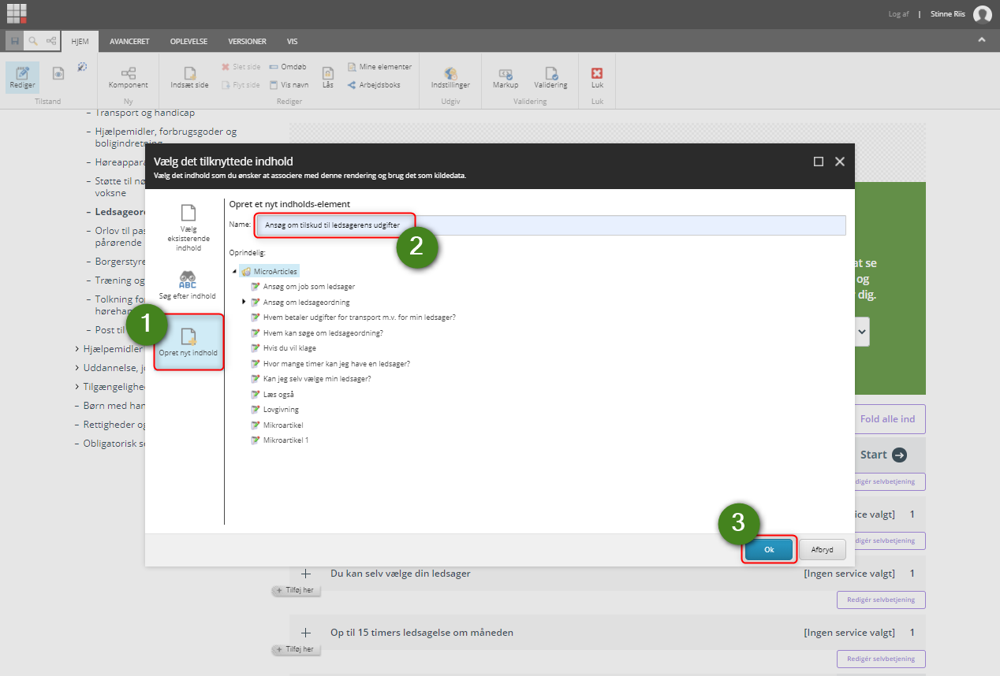 Log af | Stinne Riis
HJEM AVANCERET OPLEVELSE VERSIONER VIS
Rediger
Tilstand
Komponent
Ny
Indsæt side
Slet side
Flyt side
Omdøb
Vis navn
Lås
Mine elementer
Arbejdsboks
Rediger
Indstillinger
Udgiv
Markup
Validering
Validering
Luk
Luk
– Transport og handicap
– Hjælpemidler, forbrugsgoder og
boligindretning
– Høreappara
– Støtte til nø
voksne
– Ledsageord
– Orlov til pas
pårørende
– Borgerstyre
– Træning og
– Tolkning fo
hørehan
– Post til
Hjælpemidler
Uddannelse, jo
Tilgængelighe
– Børn med han
– Rettigheder og
– Obligatorisk se
Vælg det tilknyttede indhold
Vælg det indhold som du ønsker at associere med denne rendering og brug det som kildedata.
Vælg
eksisterende
indhold
ABC
Søg efter indhold
1
Opret nyt indhold
Opret et nyt indholds-element
Name: Ansøg om tilskud til ledsagerens udgifter
2
Oprindelig:
MicroArticles
Ansøg om job som ledsager
Ansøg om ledsageordning
Hvem betaler udgifter for transport m.v. for min ledsager?
Hvem kan søge om ledsageordning?
Hvis du vil klage
Hvor mange timer kan jeg have en ledsager?
Kan jeg selv vælge min ledsager?
Læs også
Lovgivning
Mikroartikel
Mikroartikel 1
3
Ok Afbryd
at se
og
dig.
Fold alle ind
Start
digér selvbetjening
ice valgt] 1
digér selvbetjening
Du kan selv vælge din ledsager [Ingen service valgt] 1
+ Tilføj her
Redigér selvbetjening
Op til 15 timers ledsagelse om måneden [Ingen service valgt] 1
+ Tilføj her
Redigér selvbetjening